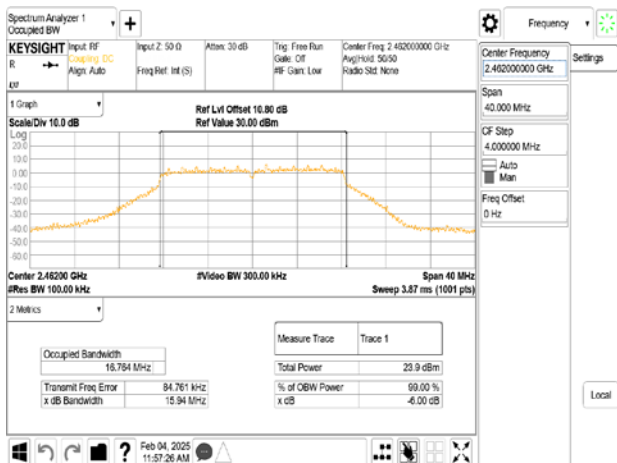 Spectrum Analyzer 1
Occupied BW
Frequency
KEYSIGHT
Input: RF
Coupling: DC
Align: Auto
Input Z: 50 Ω
Freq Ref: Int (S)
Atten: 30 dB
Trig: Free Run
Gate: Off
#IF Gain: Low
Center Freq: 2.462000000 GHz
Avg|Hold: 50/50
Radio Std: None
R
Center Frequency
2.462000000 GHz
Settings
Span
40.000 MHz
CF Step
4.000000 MHz
Auto
Man
Freq Offset
0 Hz
Local
1 Graph
Scale/Div 10.0 dB
Ref Lvl Offset 10.80 dB
Ref Value 30.00 dBm
Log
20.0
10.0
0.00
-10.0
-20.0
-30.0
-40.0
-50.0
-60.0
Center 2.46200 GHz
#Res BW 100.00 kHz
#Video BW 300.00 kHz
Span 40 MHz
Sweep 3.87 ms (1001 pts)
2 Metrics
Measure Trace Trace 1
Occupied Bandwidth
16.764 MHz
Total Power 23.9 dBm
Transmit Freq Error 84.761 kHz
% of OBW Power 99.00 %
x dB Bandwidth 15.94 MHz
x dB -6.00 dB
?
Feb 04, 2025
11:57:26 AM